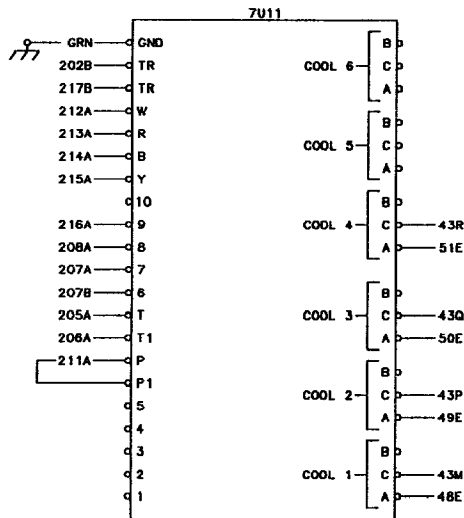 7U11
GRN GND
202B TR
217B TR
212A W
213A R
214A B
215A Y
10
216A 9
208A 8
207A 7
207B 6
205A T
206A T1
211A P
P1
5
4
3
2
1
B
COOL 6 C
A
B
COOL 5 C
A
B
COOL 4 C 43R
A 51E
B
COOL 3 C 43Q
A 50E
B
COOL 2 C 43P
A 49E
B
COOL 1 C 43M
A 48E